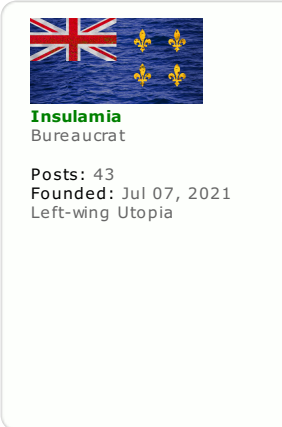 Insulamia
Bureaucrat
Posts: 43
Founded: Jul 07, 2021
Left-wing Utopia